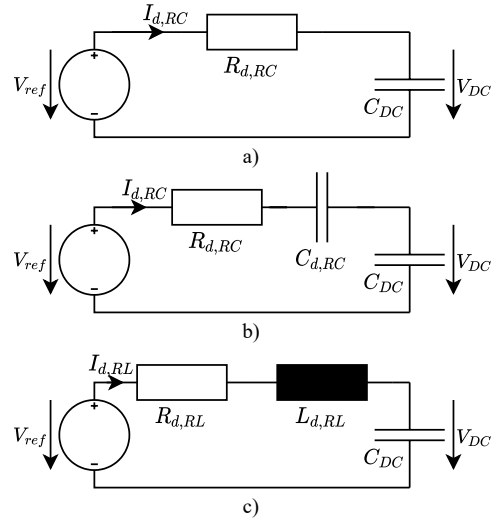 I_{d,RC}
+
V_{ref}
R_{d,RC}
C_{DC}
V_{DC}
−
a)
I_{d,RC}
+
V_{ref}
R_{d,RC}
C_{d,RC}
C_{DC}
V_{DC}
−
b)
I_{d,RL}
+
V_{ref}
R_{d,RL}
L_{d,RL}
C_{DC}
V_{DC}
−
c)